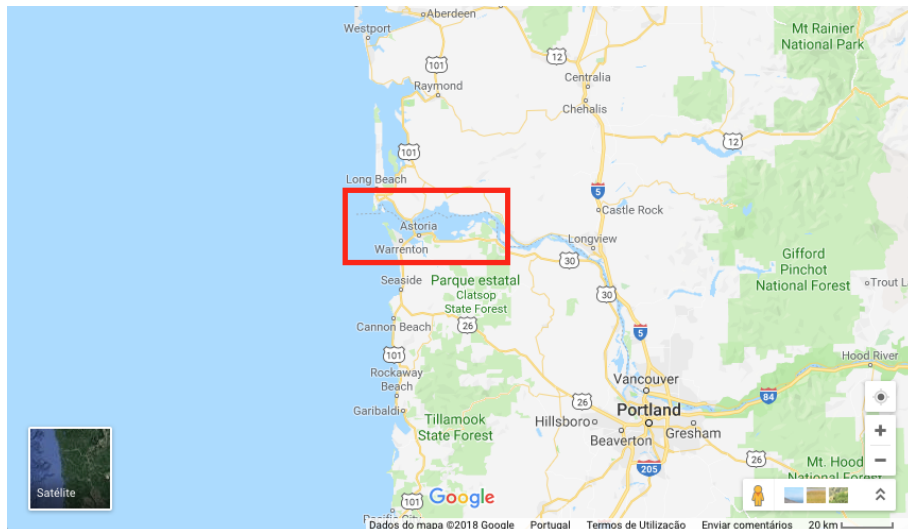 Aberdeen
Westport
Mt Rainier
National Park
12
101
Centralia
Raymond
Chehalis
12
101
Long Beach
5
Castle Rock
Astoria
Warrenton
Longview
30
Gifford
Pinchot
National Forest
Seaside
Parque estatal
Clatsop
State Forest
30
26
Cannon Beach
5
101
Hood River
Rockaway
Beach
Vancouver
84
26
Portland
Garibaldi
Tillamook
State Forest
Hillsboro
Gresham
Beaverton
26
Mt. Hood
205
Satélite
101
Google
Dados do mapa ©2018 Google Portugal Termos de Utilização Enviar comentários 20 km